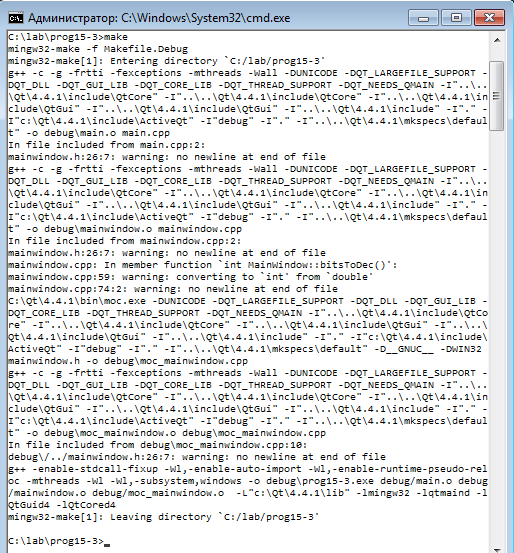 Администратор: C:\Windows\System32\cmd.exe
C:\lab\prog15-3>make
mingw32-make -f Makefile.Debug
mingw32-make[1]: Entering directory `C:/lab/prog15-3'
g++ -c -g -frtti -fexceptions -mthreads -Wall -DUNICODE -DQT_LARGEFILE_SUPPORT -
DQT_DLL -DQT_GUI_LIB -DQT_CORE_LIB -DQT_THREAD_SUPPORT -DQT_NEEDS_QMAIN -I"..\..
\Qt\4.4.1\include\QtCore" -I"..\..\Qt\4.4.1\include\QtCore" -I"..\..\Qt\4.4.1\in
clude\QtGui" -I"..\..\Qt\4.4.1\include\QtGui" -I"..\..\Qt\4.4.1\include" -I"." -
I"c:\Qt\4.4.1\include\ActiveQt" -I"debug" -I"." -I"..\..\Qt\4.4.1\mkspecs\defaul
t" -o debug\main.o main.cpp
In file included from main.cpp:2:
mainwindow.h:26:7: warning: no newline at end of file
g++ -c -g -frtti -fexceptions -mthreads -Wall -DUNICODE -DQT_LARGEFILE_SUPPORT -
DQT_DLL -DQT_GUI_LIB -DQT_CORE_LIB -DQT_THREAD_SUPPORT -DQT_NEEDS_QMAIN -I"..\..
\Qt\4.4.1\include\QtCore" -I"..\..\Qt\4.4.1\include\QtCore" -I"..\..\Qt\4.4.1\in
clude\QtGui" -I"..\..\Qt\4.4.1\include\QtGui" -I"..\..\Qt\4.4.1\include" -I"." -
I"c:\Qt\4.4.1\include\ActiveQt" -I"debug" -I"." -I"..\..\Qt\4.4.1\mkspecs\defaul
t" -o debug\mainwindow.o mainwindow.cpp
In file included from mainwindow.cpp:2:
mainwindow.h:26:7: warning: no newline at end of file
mainwindow.cpp: In member function `int MainWindow::bitsToDec()':
mainwindow.cpp:59: warning: converting to `int' from `double'
mainwindow.cpp:74:2: warning: no newline at end of file
C:\Qt\4.4.1\bin\moc.exe -DUNICODE -DQT_LARGEFILE_SUPPORT -DQT_DLL -DQT_GUI_LIB -
DQT_CORE_LIB -DQT_THREAD_SUPPORT -DQT_NEEDS_QMAIN -I"..\..\Qt\4.4.1\include\QtCo
re" -I"..\..\Qt\4.4.1\include\QtCore" -I"..\..\Qt\4.4.1\include\QtGui" -I"..\..\
Qt\4.4.1\include\QtGui" -I"..\..\Qt\4.4.1\include" -I"." -I"c:\Qt\4.4.1\include\
ActiveQt" -I"debug" -I"." -I"..\..\Qt\4.4.1\mkspecs\default" -D__GNUC__ -DWIN32
mainwindow.h -o debug\moc_mainwindow.cpp
g++ -c -g -frtti -fexceptions -mthreads -Wall -DUNICODE -DQT_LARGEFILE_SUPPORT -
DQT_DLL -DQT_GUI_LIB -DQT_CORE_LIB -DQT_THREAD_SUPPORT -DQT_NEEDS_QMAIN -I"..\..
\Qt\4.4.1\include\QtCore" -I"..\..\Qt\4.4.1\include\QtCore" -I"..\..\Qt\4.4.1\in
clude\QtGui" -I"..\..\Qt\4.4.1\include\QtGui" -I"..\..\Qt\4.4.1\include" -I"." -
I"c:\Qt\4.4.1\include\ActiveQt" -I"debug" -I"." -I"..\..\Qt\4.4.1\mkspecs\defaul
t" -o debug\moc_mainwindow.o debug\moc_mainwindow.cpp
In file included from debug\moc_mainwindow.cpp:10:
debug\/../mainwindow.h:26:7: warning: no newline at end of file
g++ -enable-stdcall-fixup -Wl,-enable-auto-import -Wl,-enable-runtime-pseudo-rel
oc -mthreads -Wl -Wl,-subsystem,windows -o debug\prog15-3.exe debug/main.o debug
/mainwindow.o debug/moc_mainwindow.o -L"c:\Qt\4.4.1\lib" -lmingw32 -lqtmaind -l
QtGuid4 -lQtCored4
mingw32-make[1]: Leaving directory `C:/lab/prog15-3'
C:\lab\prog15-3>